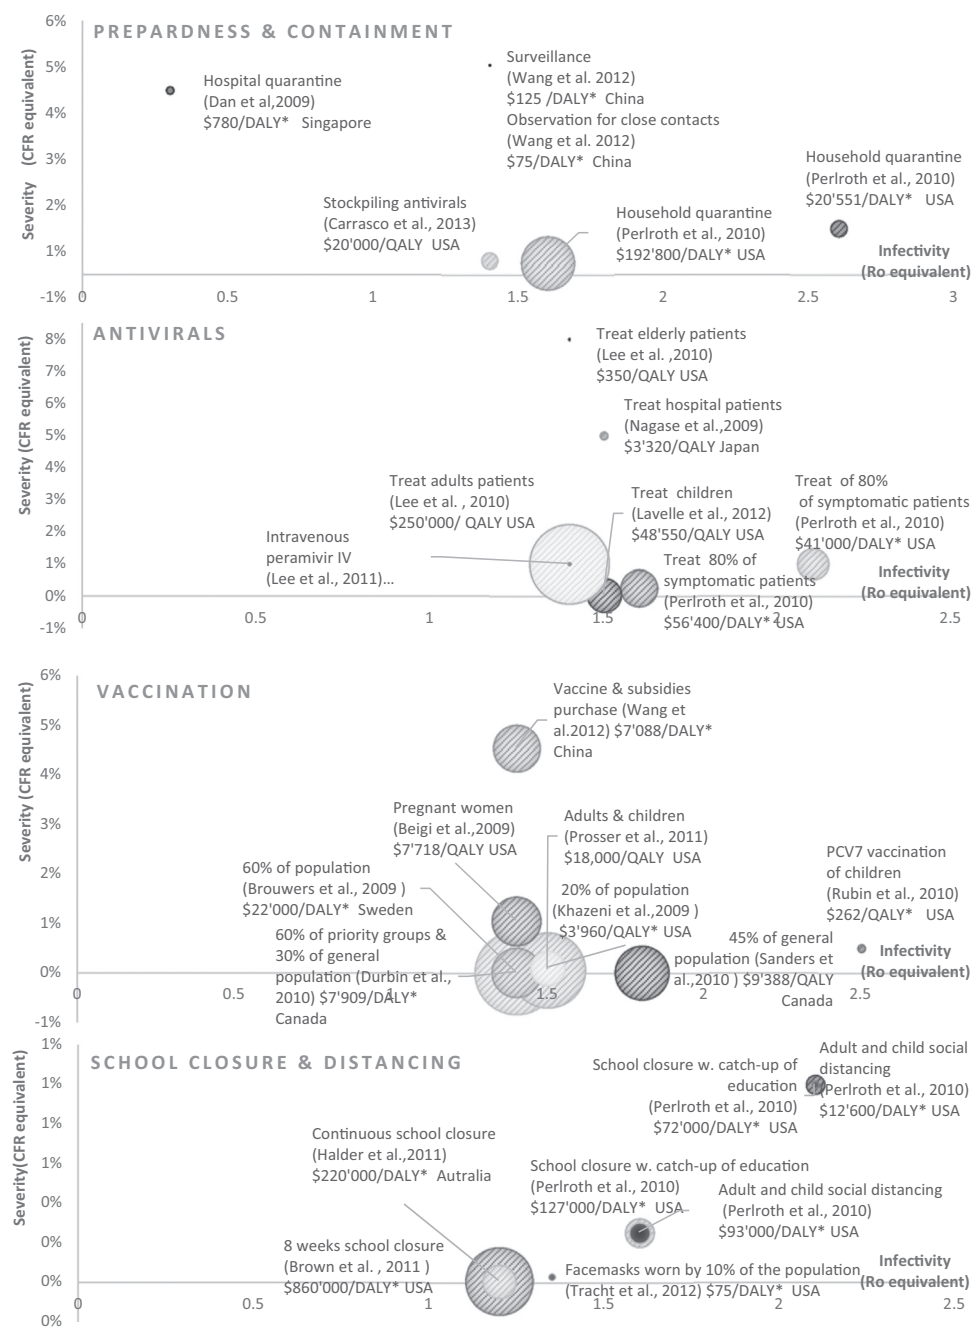 PREPARDNESS & CONTAINMENT
Severity (CFR equivalent)
6%
5%
4%
3%
2%
1%
-1%
0
0.5
1
1.5
2
2.5
3
Hospital quarantine
(Dan et al,2009)
$780/DALY* Singapore
Surveillance
(Wang et al. 2012)
$125 /DALY* China
Observation for close contacts
(Wang et al. 2012)
$75/DALY* China
Household quarantine
(Perlroth et al., 2010)
$20'551/DALY* USA
Stockpiling antivirals
(Carrasco et al., 2013)
$20'000/QALY USA
Household quarantine
(Perlroth et al., 2010)
$192'800/DALY* USA
Infectivity
(Ro equivalent)
ANTIVIRALS
Severity (CFR equivalent)
8%
7%
6%
5%
4%
3%
2%
1%
0%
-1%
0
0.5
1
1.5
2
2.5
Treat elderly patients
(Lee et al. ,2010)
$350/QALY USA
Treat hospital patients
(Nagase et al.,2009)
$3'320/QALY Japan
Treat adults patients
(Lee et al. , 2010)
$250'000/ QALY USA
Treat children
(Lavelle et al., 2012)
$48'550/QALY USA
Treat of 80%
of symptomatic patients
(Perlroth et al., 2010)
$41'000/DALY* USA
Intravenous
peramivir IV
(Lee et al., 2011)...
Treat 80% of
symptomatic patients
(Perlroth et al., 2010)
$56'400/DALY* USA
Infectivity
(Ro equivalent)
VACCINATION
Severity (CFR equivalent)
6%
5%
4%
3%
2%
1%
0%
-1%
0
0.5
1.5
2
2.5
Vaccine & subsidies
purchase (Wang et
al.2012) $7'088/DALY*
China
Pregnant women
(Beigi et al.,2009)
$7'718/QALY USA
Adults & children
(Prosser et al., 2011)
$18,000/QALY USA
60% of population
(Brouwers et al., 2009 )
$22'000/DALY* Sweden
20% of population
(Khazeni et al.,2009 )
$3'960/QALY* USA
PCV7 vaccination
of children
(Rubin et al., 2010)
$262/QALY* USA
60% of priority groups &
30% of general
population (Durbin et al.,
2010) $7'909/DALY*
Canada
45% of general
population (Sanders et
al.,2010 ) $9'388/QALY
Canada
Infectivity
(Ro equivalent)
SCHOOL CLOSURE & DISTANCING
Severity(CFR equivalent)
1%
1%
1%
1%
0%
0%
0%
0%
0
0.5
1
1.5
2
2.5
School closure w. catch-up of
education
(Perlroth et al., 2010)
$72'000/DALY* USA
Adult and child social
distancing
(Perlroth et al., 2010)
$12'600/DALY* USA
Continuous school closure
(Halder et al.,2011)
$220'000/DALY* Autralia
School closure w. catch-up of education
(Perlroth et al., 2010)
$127'000/DALY* USA
Adult and child social distancing
(Perlroth et al., 2010)
$93'000/DALY* USA
8 weeks school closure
(Brown et al. , 2011 )
$860'000/DALY* USA
Facemasks worn by 10% of the population
(Tracht et al., 2012) $75/DALY* USA
Infectivity
(Ro equivalent)